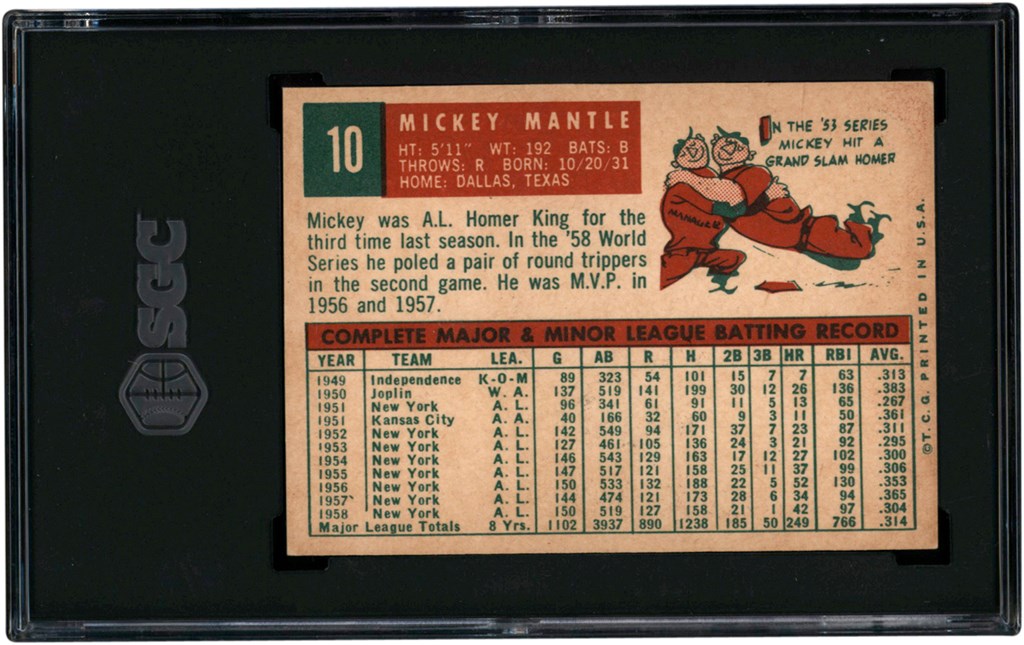 SGC
10
MICKEY MANTLE
HT: 5'11" WT: 192 BATS: B
THROWS: R BORN: 10/20/31
HOME: DALLAS, TEXAS
IN THE '53 SERIES
MICKEY HIT A
GRAND SLAM HOMER
MANAGER
Mickey was A.L. Homer King for the
third time last season. In the '58 World
Series he poled a pair of round trippers
in the second game. He was M.V.P. in
1956 and 1957.
COMPLETE MAJOR & MINOR LEAGUE BATTING RECORD
YEAR TEAM LEA. G AB R H 2B 3B HR RBI AVG.
1949 Independence K-O-M 89 323 54 101 15 7 7 63 .313
1950 Joplin W. A. 137 519 141 199 30 12 26 136 .383
1951 New York A. L. 96 341 61 91 11 5 13 65 .267
1951 Kansas City A. A. 40 166 32 60 9 3 11 50 .361
1952 New York A. L. 142 549 94 171 37 7 23 87 .311
1953 New York A. L. 127 461 105 136 24 3 21 92 .295
1954 New York A. L. 146 543 129 163 17 12 27 102 .300
1955 New York A. L. 147 517 121 158 25 11 37 99 .306
1956 New York A. L. 150 533 132 188 22 5 52 130 .353
1957 New York A. L. 144 474 121 173 28 6 34 94 .365
1958 New York A. L. 150 519 127 158 21 1 42 97 .304
Major League Totals 8 Yrs. 1102 3937 890 1238 185 50 249 766 .314
©T.C.G. PRINTED IN U.S.A.